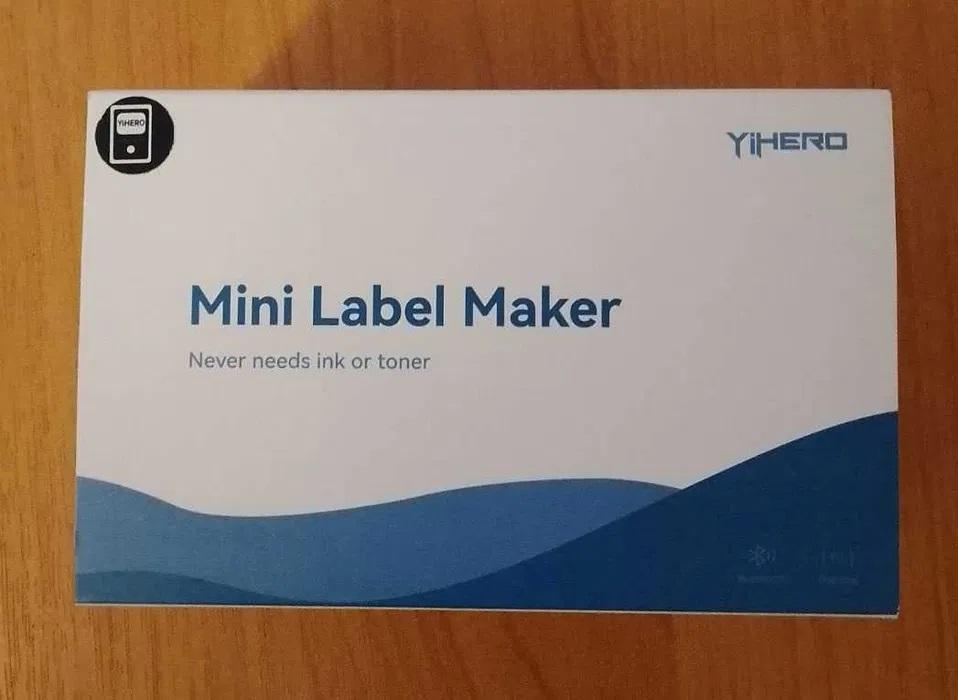 YiHERO
YiHERO
Mini Label Maker
Never needs ink or toner